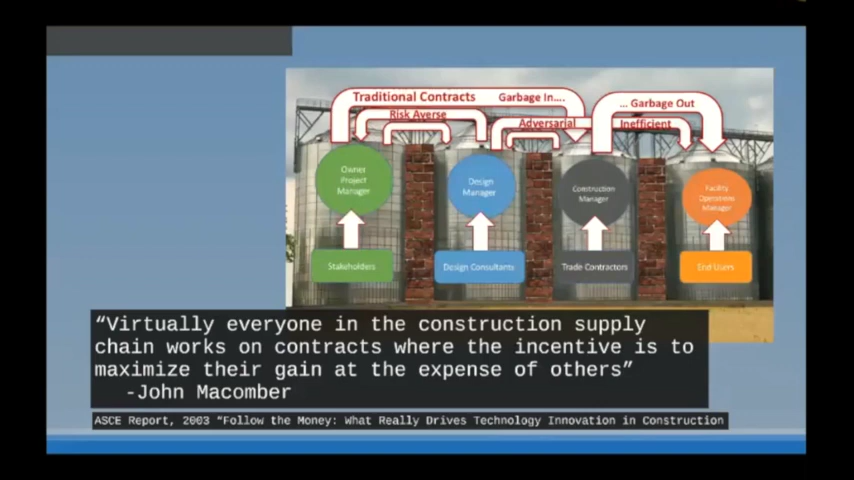 Traditional Contracts
Garbage In....
... Garbage Out
Risk Averse
Adversarial
Inefficient
Owner
Project
Manager
Design
Manager
Construction
Manager
Facility
Operations
Manager
Stakeholders
Design Consultants
Trade Contractors
End Users
“Virtually everyone in the construction supply
chain works on contracts where the incentive is to
maximize their gain at the expense of others”
-John Macomber
ASCE Report, 2003 “Follow the Money: What Really Drives Technology Innovation in Construction